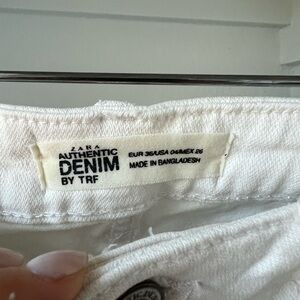 ZARA
AUTHENTIC
DENIM
BY TRF
EUR 36/USA 04/MEX 26
MADE IN BANGLADESH